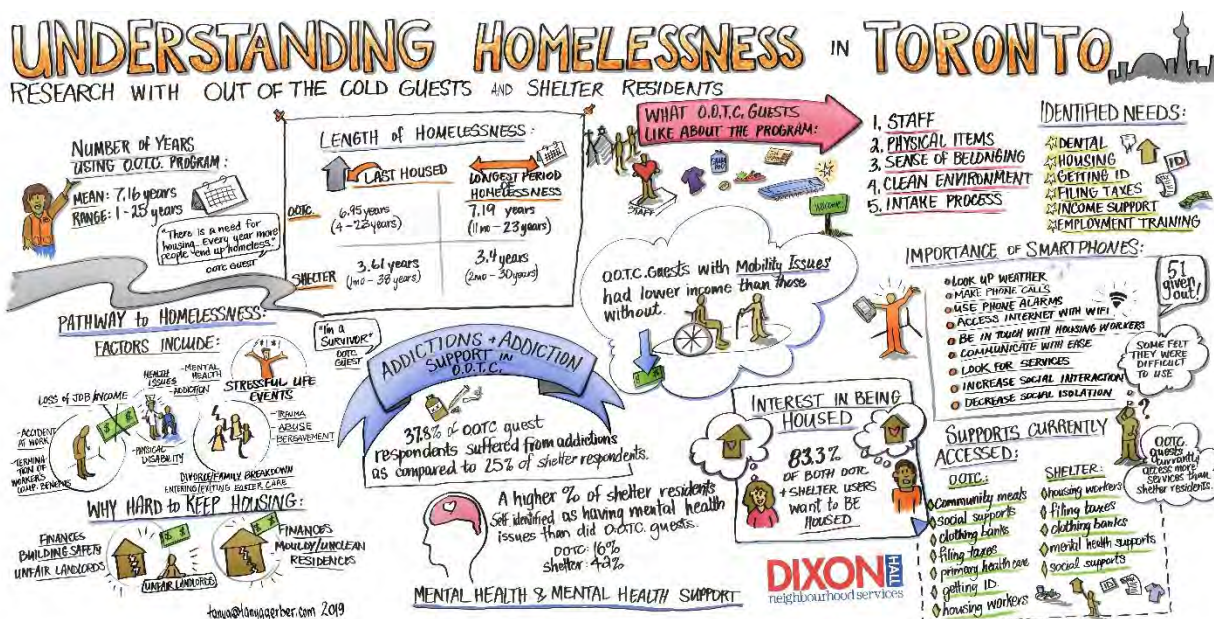 UNDERSTANDING HOMELESSNESS IN TORONTO
RESEARCH WITH OUT OF THE COLD GUESTS AND SHELTER RESIDENTS
NUMBER OF YEARS
USING O.O.T.C. PROGRAM:
MEAN: 7.16 years
RANGE: 1-25 years
"There is a need for
housing. Every year more
people end up homeless."
OOTC GUEST
LENGTH OF HOMELESSNESS:
LAST HOUSED
LONGEST PERIOD
OF
HOMELESSNESS
OOTC
6.95 years
(4-23 years)
7.19 years
(11 mo - 23 years)
SHELTER
3.61 years
(1mo - 38 years)
3.4 years
(2mo - 30 years)
WHAT O.O.T.C. GUESTS
LIKE ABOUT THE PROGRAM:
STAFF
Welcome
1. STAFF
2. PHYSICAL ITEMS
3. SENSE OF BELONGING
4. CLEAN ENVIRONMENT
5. INTAKE PROCESS
IDENTIFIED NEEDS:
DENTAL
HOUSING
GETTING ID
FILING TAXES
INCOME SUPPORT
EMPLOYMENT TRAINING
ID
O.O.T.C. Guests with Mobility Issues
had lower income than those
without.
IMPORTANCE OF SMARTPHONES:
LOOK UP WEATHER
MAKE PHONE CALLS
USE PHONE ALARMS
ACCESS INTERNET WITH WIFI
BE IN TOUCH WITH HOUSING WORKERS
COMMUNICATE WITH EASE
LOOK FOR SERVICES
INCREASE SOCIAL INTERACTION
DECREASE SOCIAL ISOLATION
51
given
out!
SOME FELT
THEY WERE
DIFFICULT
TO USE
PATHWAY to HOMELESSNESS:
FACTORS INCLUDE:
"I'm a
SURVIVOR"
OOTC
GUEST
LOSS of JOB/INCOME
-ACCIDENT
AT WORK
-TERMINATION
OF
WORKERS
COMP. BENEFITS
HEALTH
ISSUES
-MENTAL
HEALTH
-ADDICTION
-PHYSICAL
DISABILITY
STRESSFUL LIFE
EVENTS
-TRAUMA
ABUSE
BEREAVEMENT
DIVORCE/FAMILY BREAKDOWN
ENTERING/EXITING FOSTER CARE
WHY HARD to KEEP HOUSING:
FINANCES
BUILDING SAFETY
UNFAIR LANDLORDS
UNFAIR LANDLORDS
FINANCES
MOULDY/UNCLEAN
RESIDENCES
tanya@tanyagerber.com 2019
ADDICTIONS + ADDICTION
SUPPORT IN
O.O.T.C.
37.8% of OOTC guest
respondents suffered from addictions
as compared to 25% of shelter respondents.
A higher % of shelter residents
self identified as having mental health
issues than did O.O.T.C. guests.
OOTC: 16%
shelter: 42%
MENTAL HEALTH & MENTAL HEALTH SUPPORT
INTEREST IN BEING
HOUSED
83.3%
OF BOTH OOTC
+ SHELTER USERS
want to BE
HOUSED
DIXON HALL
neighbourhood services
SUPPORTS CURRENTLY
ACCESSED:
OOTC:
Community meals
social supports
clothing banks
filing taxes
primary health care
getting ID
housing workers
SHELTER:
housing workers
filing taxes
clothing banks
mental health supports
social supports
O.O.T.C.
guests
currently
access more
services than
shelter residents.